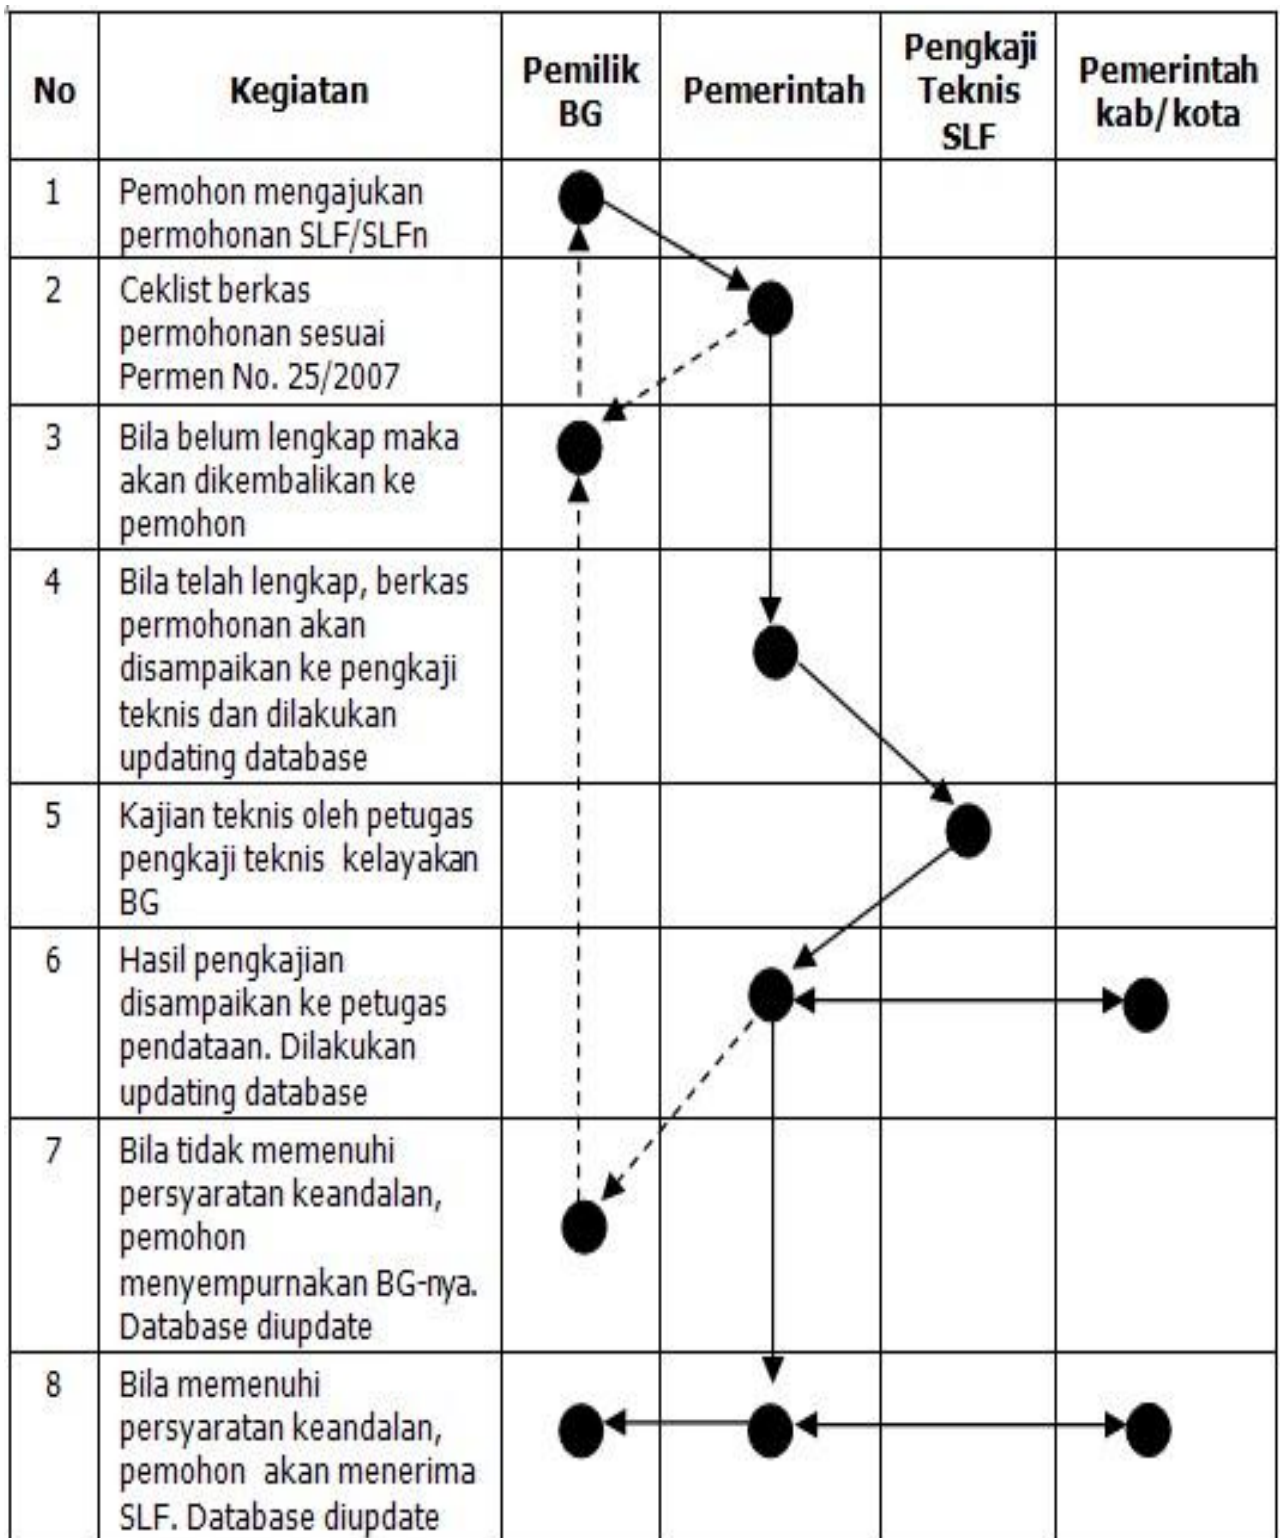 No
Kegiatan
Pemilik
BG
Pemerintah
Pengkaji
Teknis
SLF
Pemerintah
kab/kota
1
Pemohon mengajukan
permohonan SLF/SLFn
2
Ceklist berkas
permohonan sesuai
Permen No. 25/2007
3
Bila belum lengkap maka
akan dikembalikan ke
pemohon
4
Bila telah lengkap, berkas
permohonan akan
disampaikan ke pengkaji
teknis dan dilakukan
updating database
5
Kajian teknis oleh petugas
pengkaji teknis kelayakan
BG
6
Hasil pengkajian
disampaikan ke petugas
pendataan. Dilakukan
updating database
7
Bila tidak memenuhi
persyaratan keandalan,
pemohon
menyempurnakan BG-nya.
Database diupdate
8
Bila memenuhi
persyaratan keandalan,
pemohon akan menerima
SLF. Database diupdate